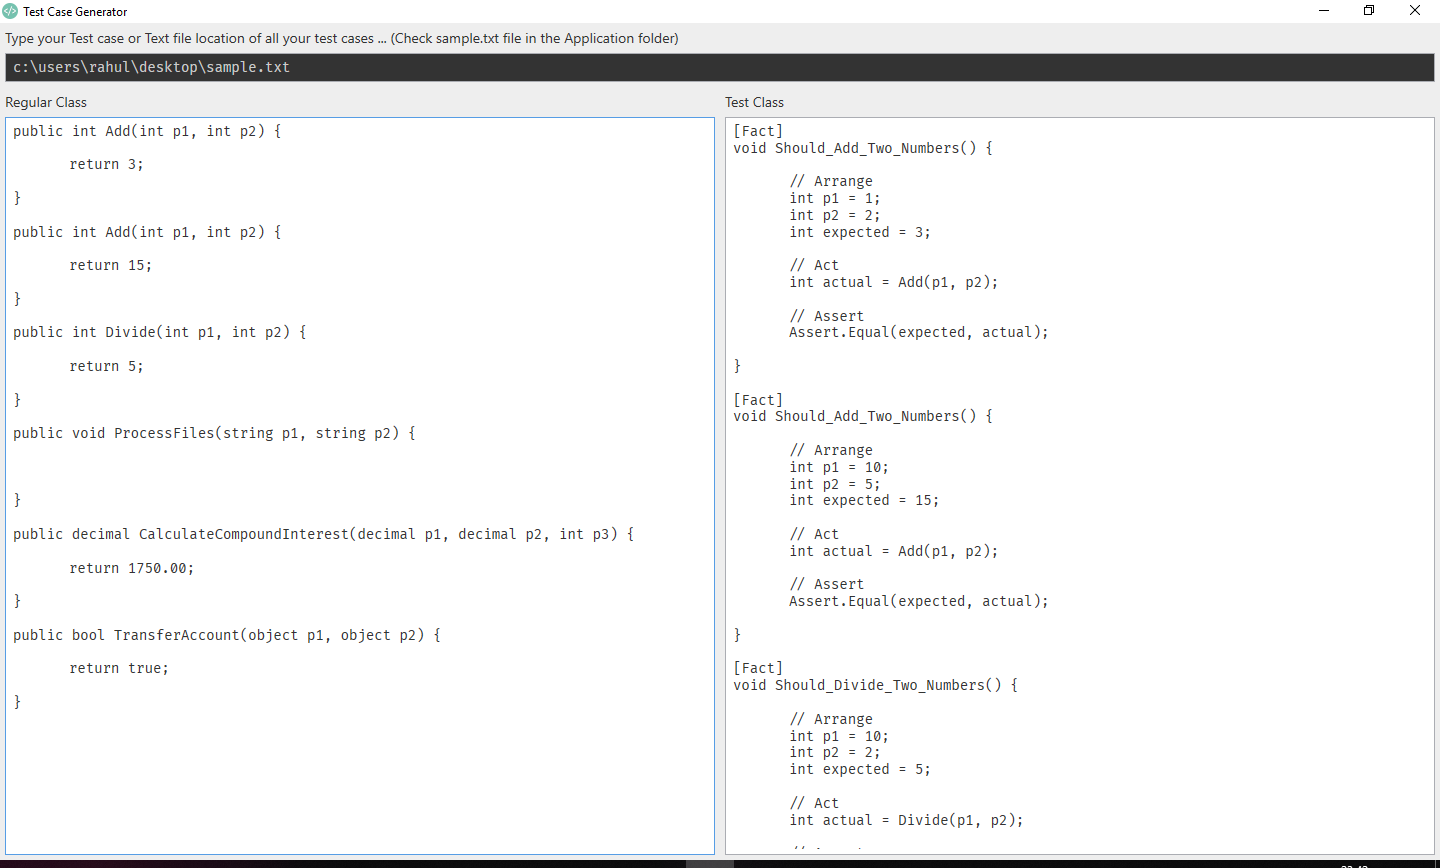 Test Case Generator
Type your Test case or Text file location of all your test cases ... (Check sample.txt file in the Application folder)
c:\users\rahul\desktop\sample.txt
Regular Class
public int Add(int p1, int p2) {
return 3;
}
public int Add(int p1, int p2) {
return 15;
}
public int Divide(int p1, int p2) {
return 5;
}
public void ProcessFiles(string p1, string p2) {
}
public decimal CalculateCompoundInterest(decimal p1, decimal p2, int p3) {
return 1750.00;
}
public bool TransferAccount(object p1, object p2) {
return true;
}
Test Class
[Fact]
void Should_Add_Two_Numbers() {
// Arrange
int p1 = 1;
int p2 = 2;
int expected = 3;
// Act
int actual = Add(p1, p2);
// Assert
Assert.Equal(expected, actual);
}
[Fact]
void Should_Add_Two_Numbers() {
// Arrange
int p1 = 10;
int p2 = 5;
int expected = 15;
// Act
int actual = Add(p1, p2);
// Assert
Assert.Equal(expected, actual);
}
[Fact]
void Should_Divide_Two_Numbers() {
// Arrange
int p1 = 10;
int p2 = 2;
int expected = 5;
// Act
int actual = Divide(p1, p2);